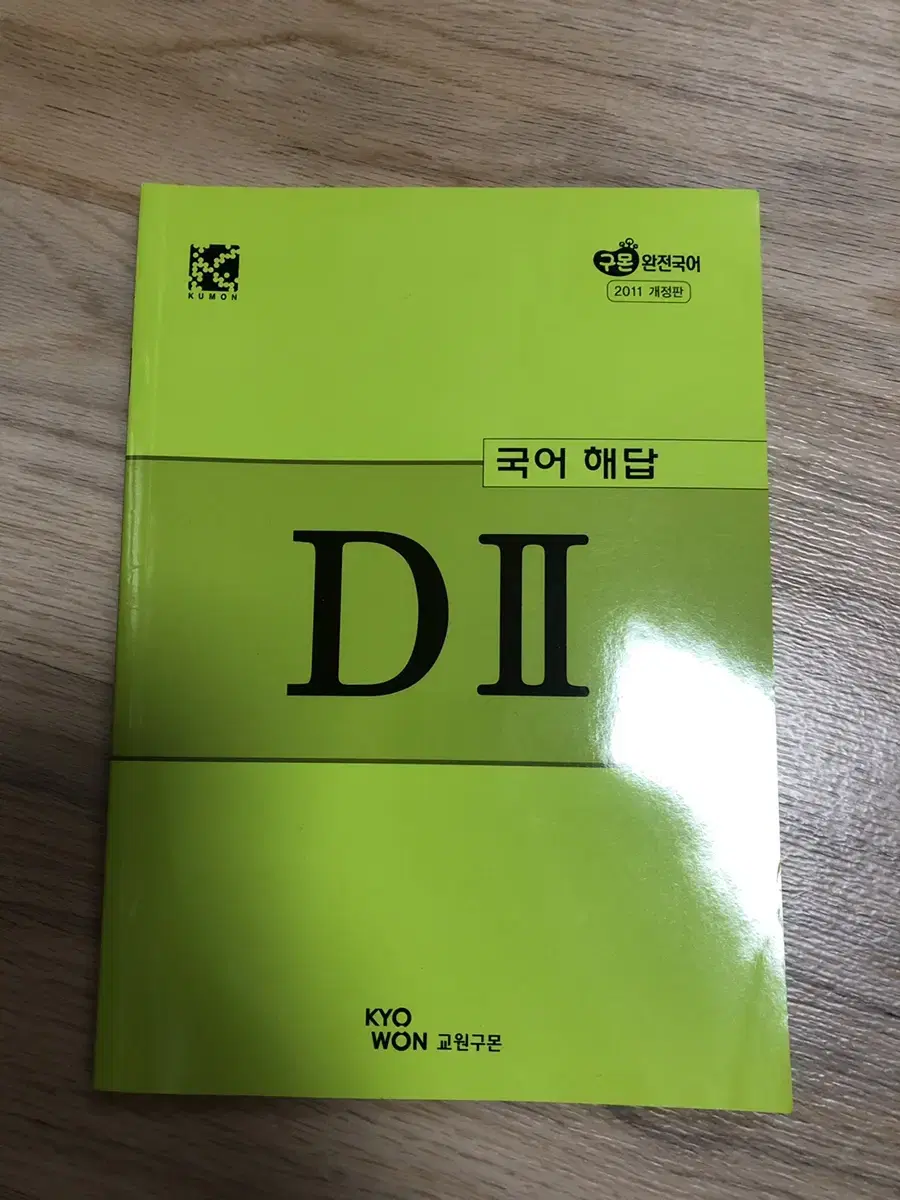 KUMON
구몬 완전국어
2011 개정판
국어 해답
D II
KYO
WON 교원구몬